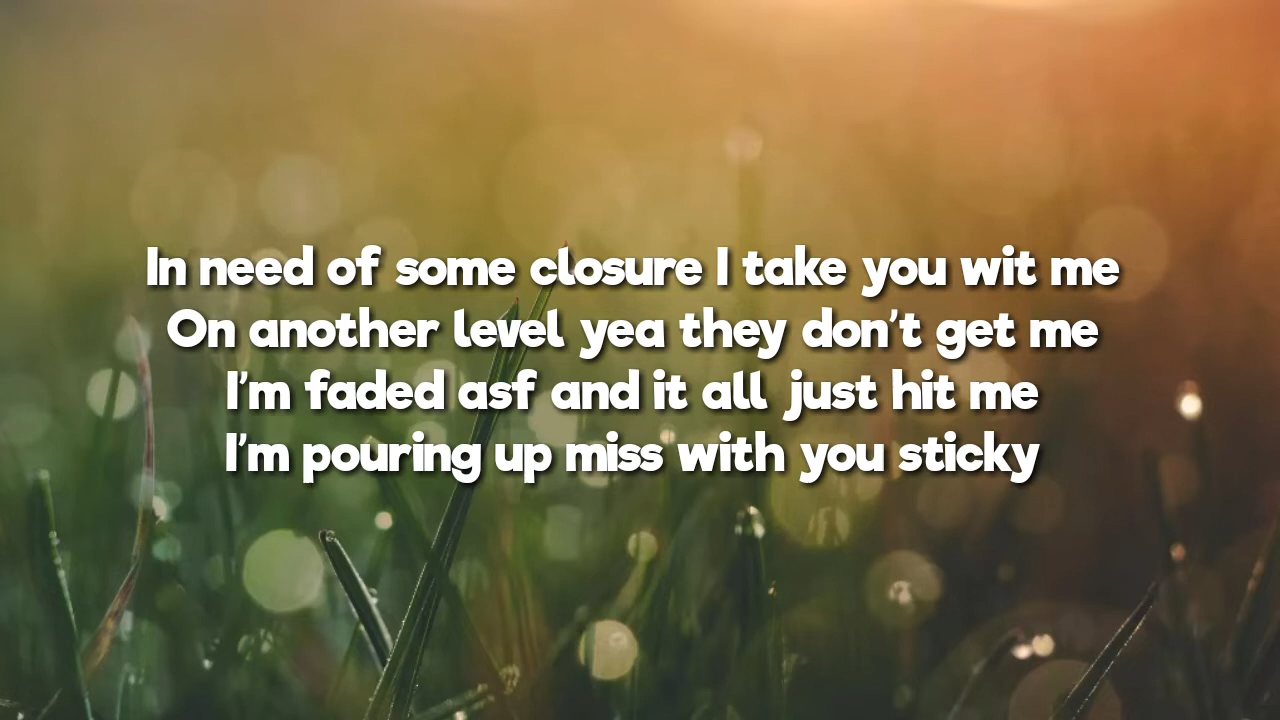 In need of some closure I take you wit me
On another level yea they don't get me
I'm faded asf and it all just hit me
I'm pouring up miss with you sticky